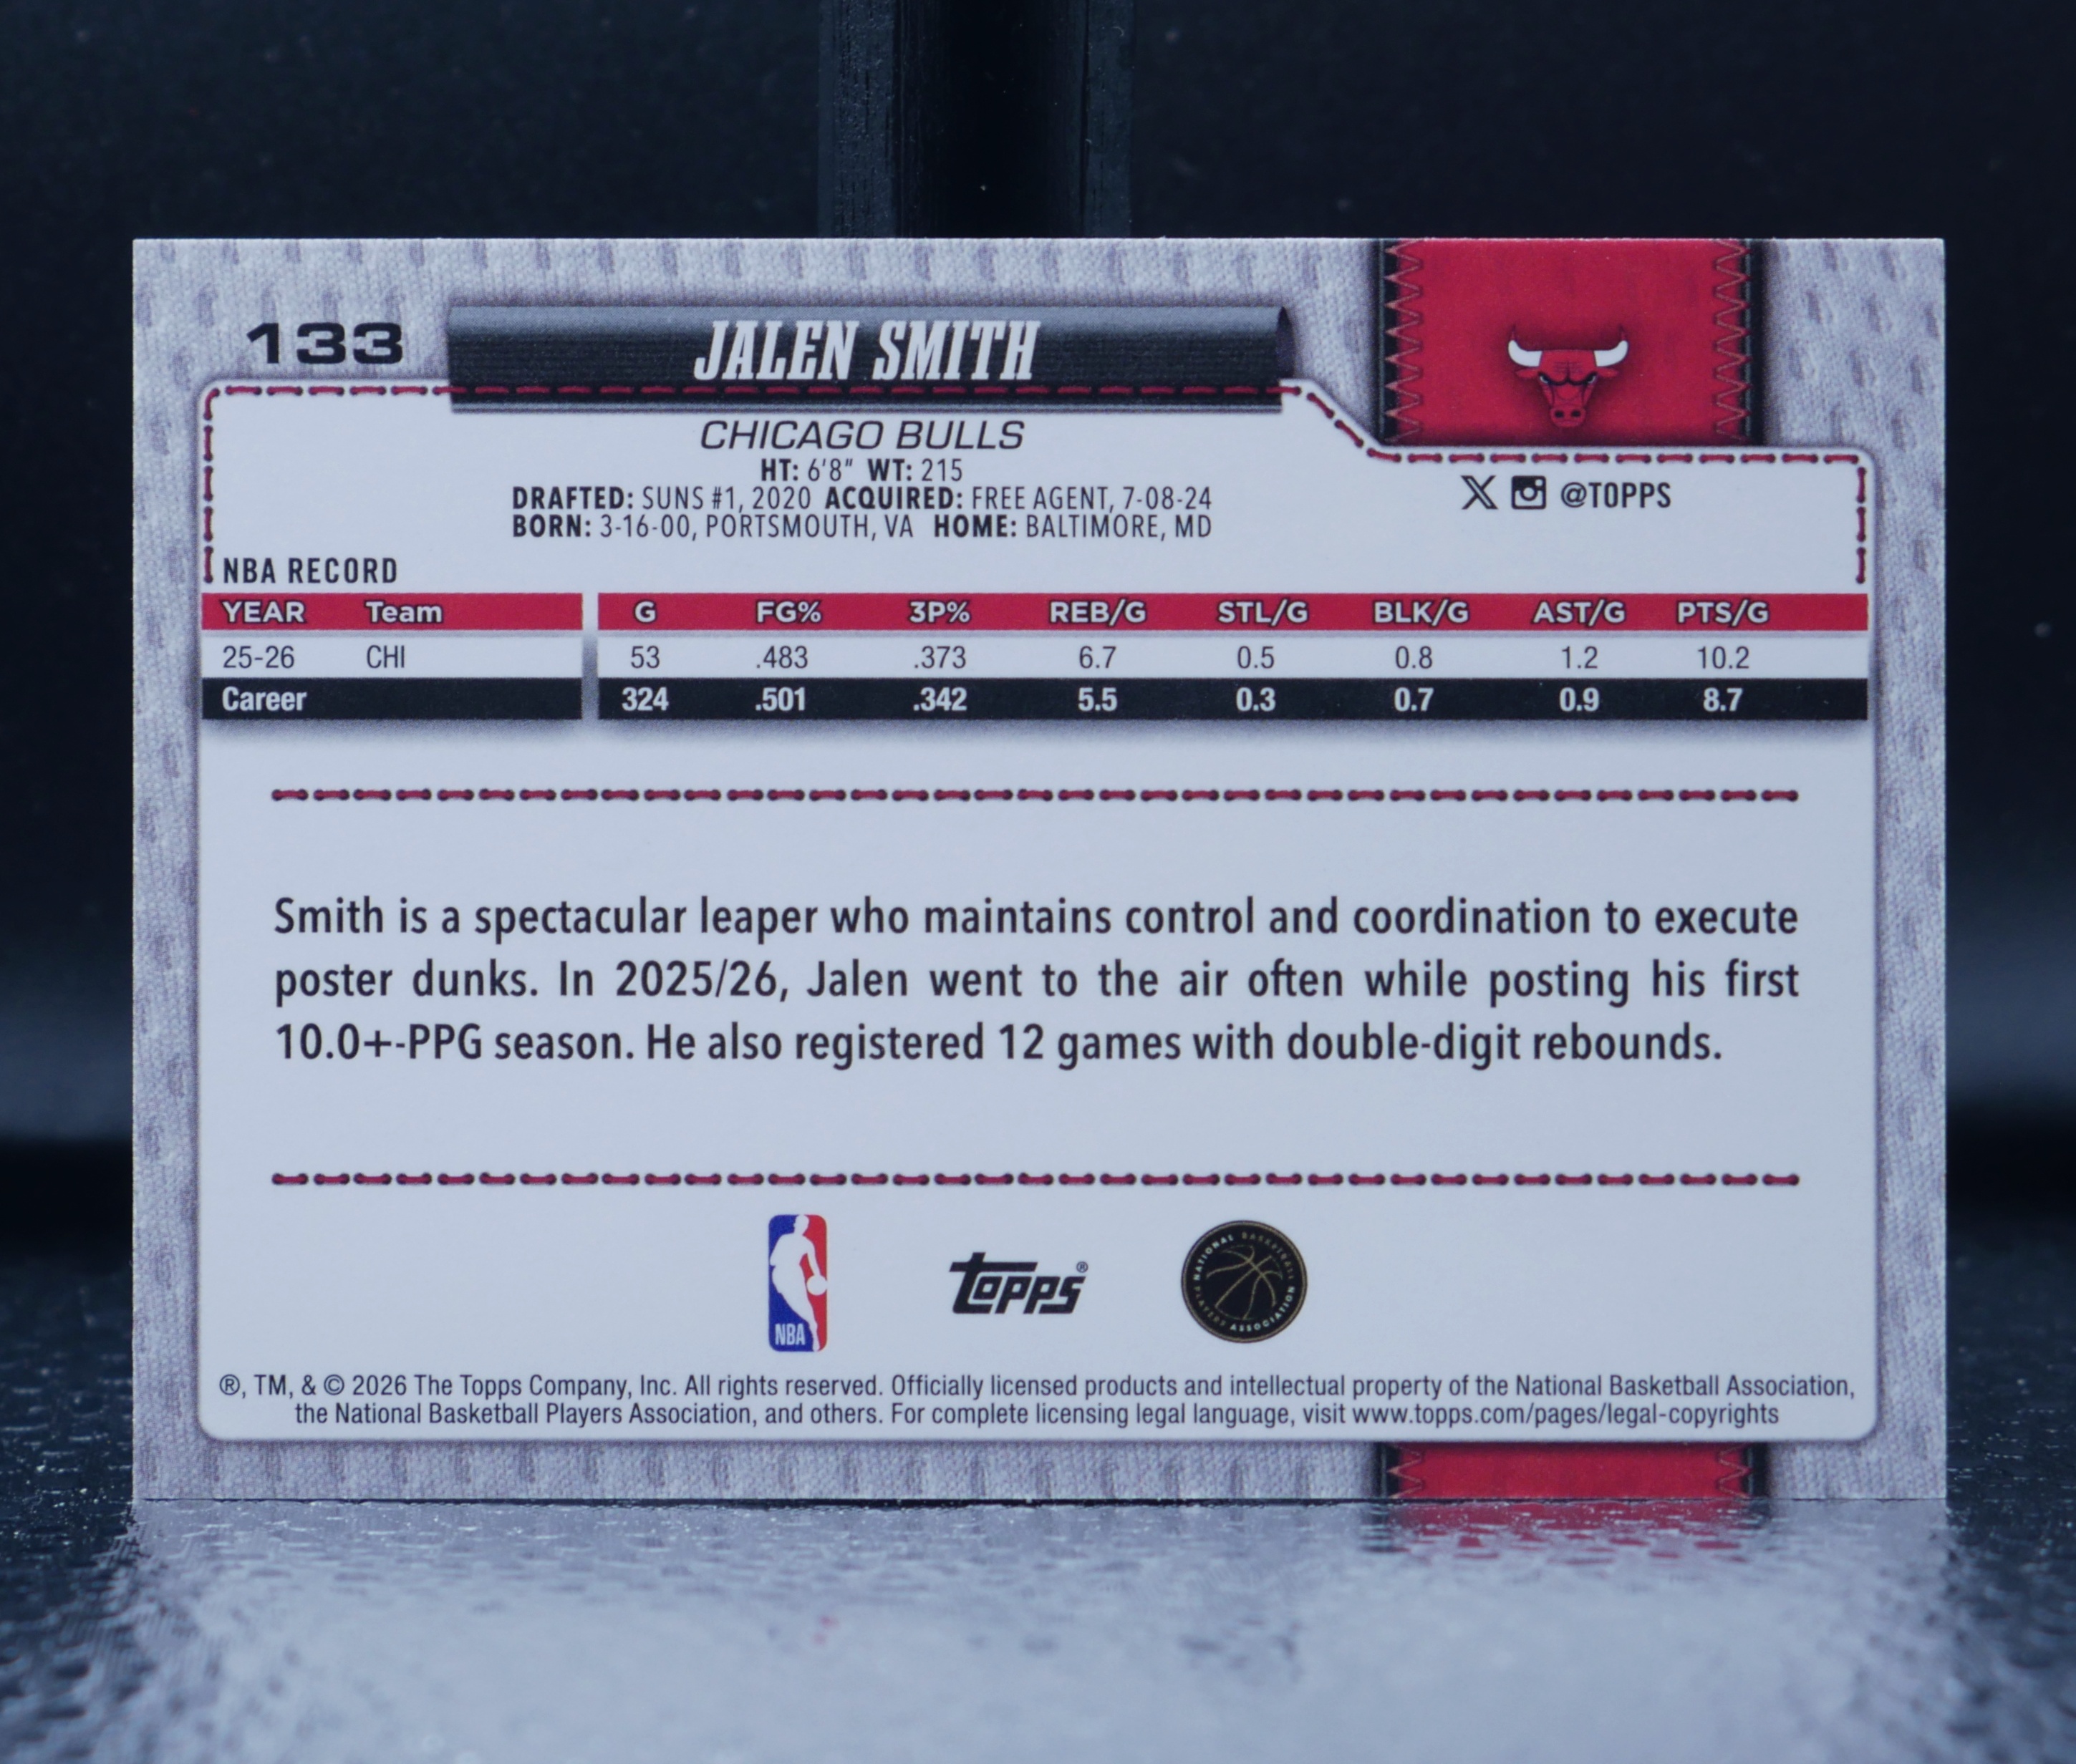 133
JALEN SMITH
CHICAGO BULLS
HT: 6'8" WT: 215
DRAFTED: SUNS #1, 2020 ACQUIRED: FREE AGENT, 7-08-24
BORN: 3-16-00, PORTSMOUTH, VA HOME: BALTIMORE, MD
@TOPPS
NBA RECORD
YEAR Team G FG% 3P% REB/G STL/G BLK/G AST/G PTS/G
25-26 CHI 53 .483 .373 6.7 0.5 0.8 1.2 10.2
Career 324 .501 .342 5.5 0.3 0.7 0.9 8.7
Smith is a spectacular leaper who maintains control and coordination to execute
poster dunks. In 2025/26, Jalen went to the air often while posting his first
10.0+-PPG season. He also registered 12 games with double-digit rebounds.
NBA
Topps®
NATIONAL BASKETBALL PLAYERS ASSOCIATION
®, TM, & © 2026 The Topps Company, Inc. All rights reserved. Officially licensed products and intellectual property of the National Basketball Association,
the National Basketball Players Association, and others. For complete licensing legal language, visit www.topps.com/pages/legal-copyrights